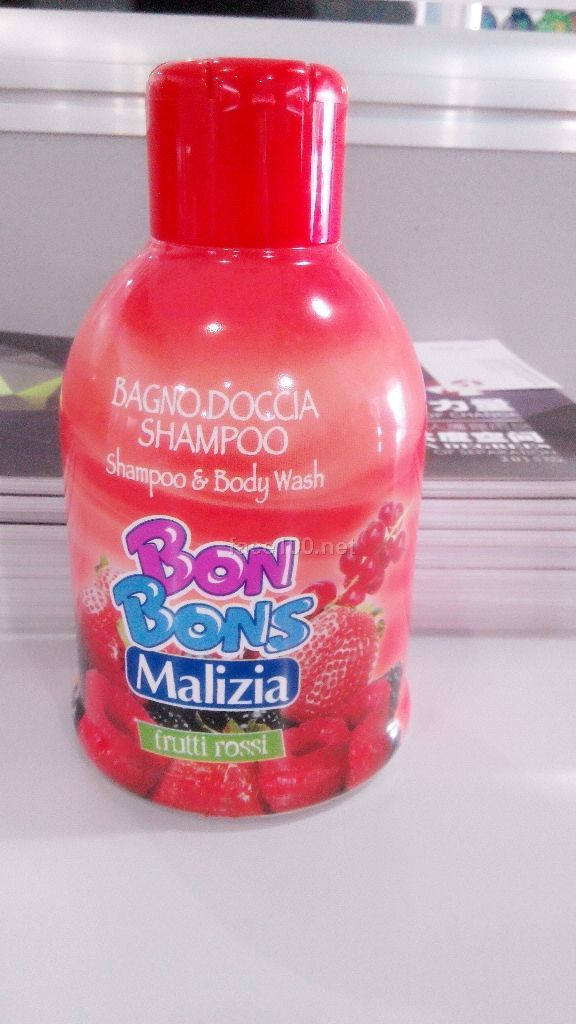 BAGNO.DOCCIA
SHAMPOO
Shampoo & Body Wash
BON
BONS
Malizia
frutti rossi